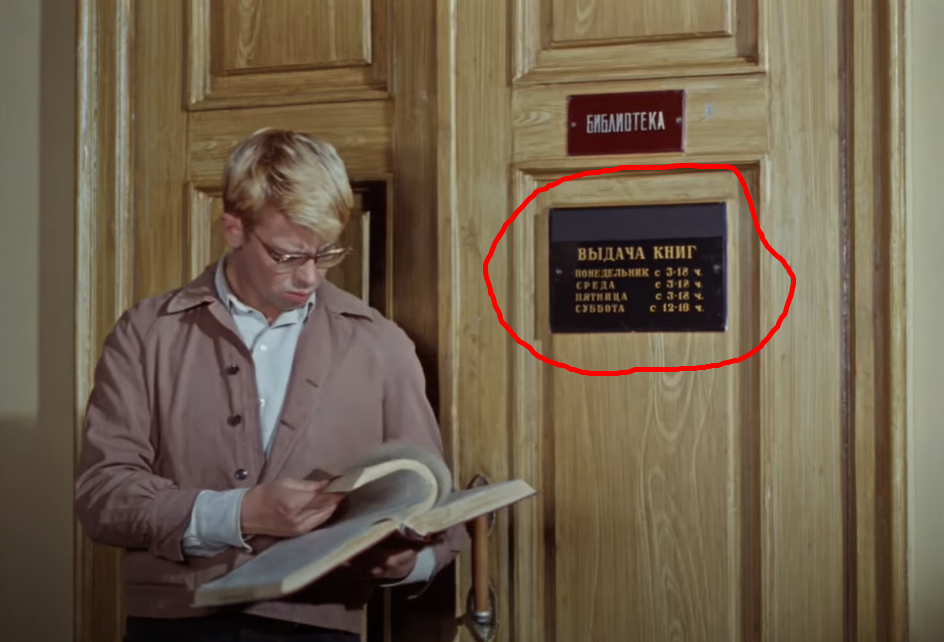 БИБЛИОТЕКА
ВЫДАЧА КНИГ
ПОНЕДЕЛЬНИК с 3-18 ч.
СРЕДА с 3-18 ч.
ПЯТНИЦА с 3-18 ч.
СУББОТА с 12-16 ч.